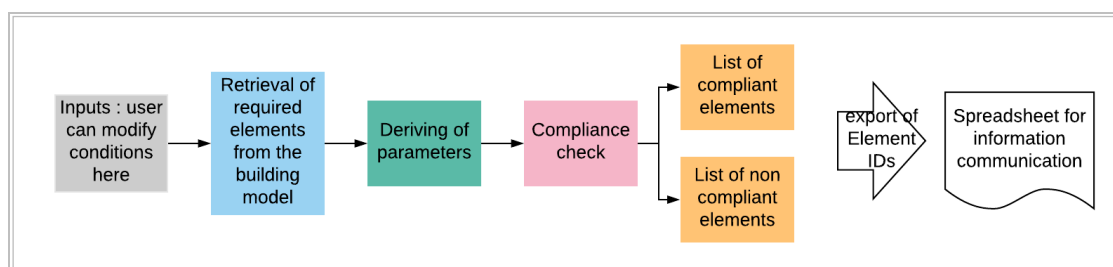 Inputs : user
can modify
conditions
here
Retrieval of
required
elements
from the
building
model
Deriving of
parameters
Compliance
check
List of
compliant
elements
List of non
compliant
elements
export of
Element
IDs
Spreadsheet for
information
communication